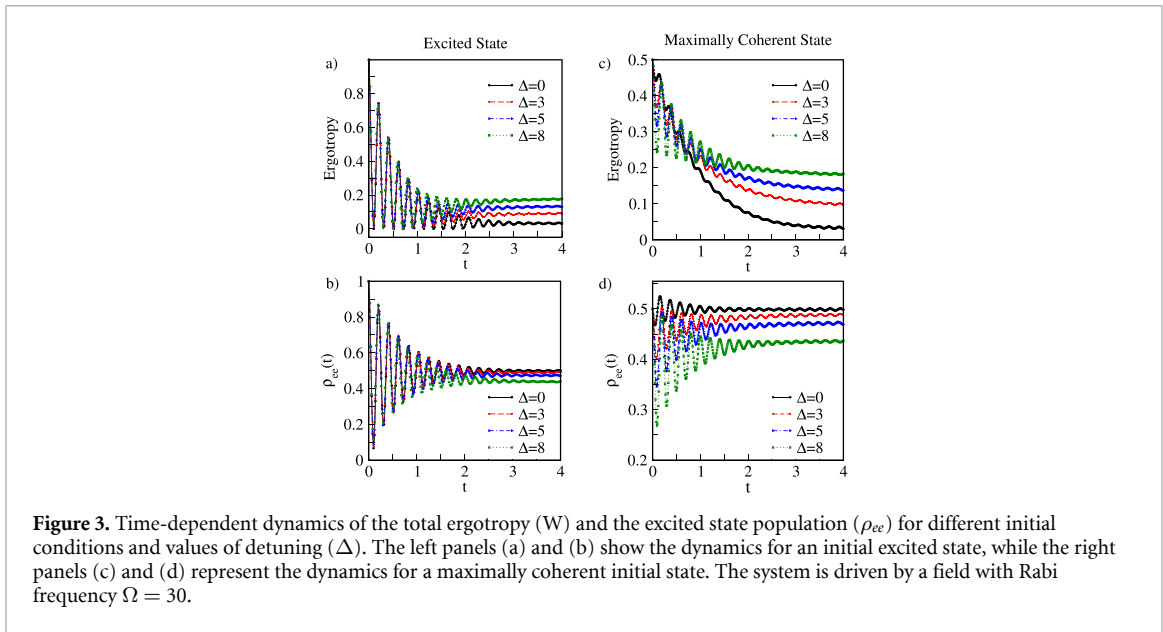 Excited State
Maximally Coherent State
a)
0.8
0.6
0.4
0.2
0
Ergotropy
Δ=0
Δ=3
Δ=5
Δ=8
0 1 2 3 4
t
c)
0.5
0.4
0.3
0.2
0.1
0
Ergotropy
Δ=0
Δ=3
Δ=5
Δ=8
0 1 2 3 4
t
b)
1
0.8
0.6
0.4
0.2
0
ρee(t)
Δ=0
Δ=3
Δ=5
Δ=8
0 1 2 3 4
t
d)
0.5
0.4
0.3
0.2
ρee(t)
Δ=0
Δ=3
Δ=5
Δ=8
0 1 2 3 4
t
Figure 3. Time-dependent dynamics of the total ergotropy (W) and the excited state population (ρee) for different initial
conditions and values of detuning (Δ). The left panels (a) and (b) show the dynamics for an initial excited state, while the right
panels (c) and (d) represent the dynamics for a maximally coherent initial state. The system is driven by a field with Rabi
frequency Ω = 30.